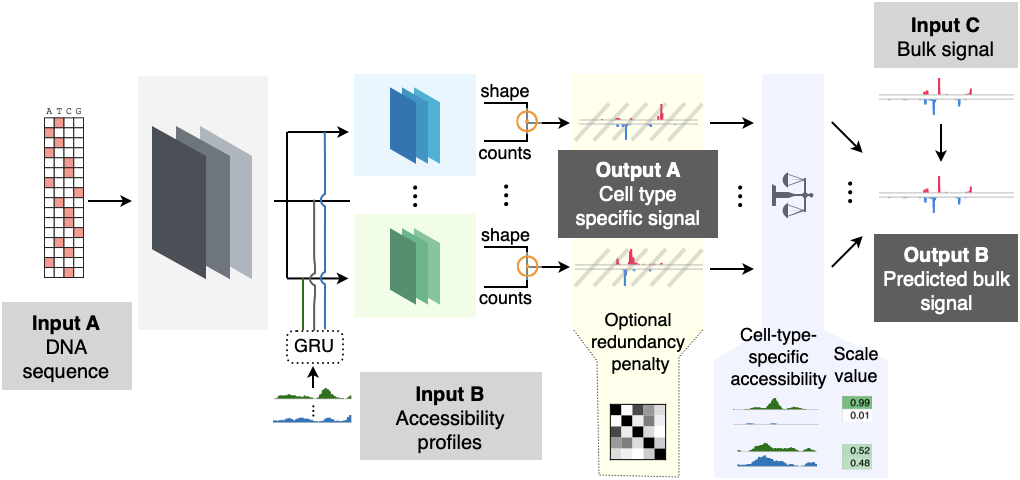 Input C
Bulk signal
A T C G
shape
counts
Output A
Cell type
specific signal
shape
counts
Output B
Predicted bulk
signal
Input A
DNA
sequence
GRU
Input B
Accessibility
profiles
Optional
redundancy
penalty
Cell-type-
specific
accessibility
Scale
value
0.99
0.01
0.52
0.48